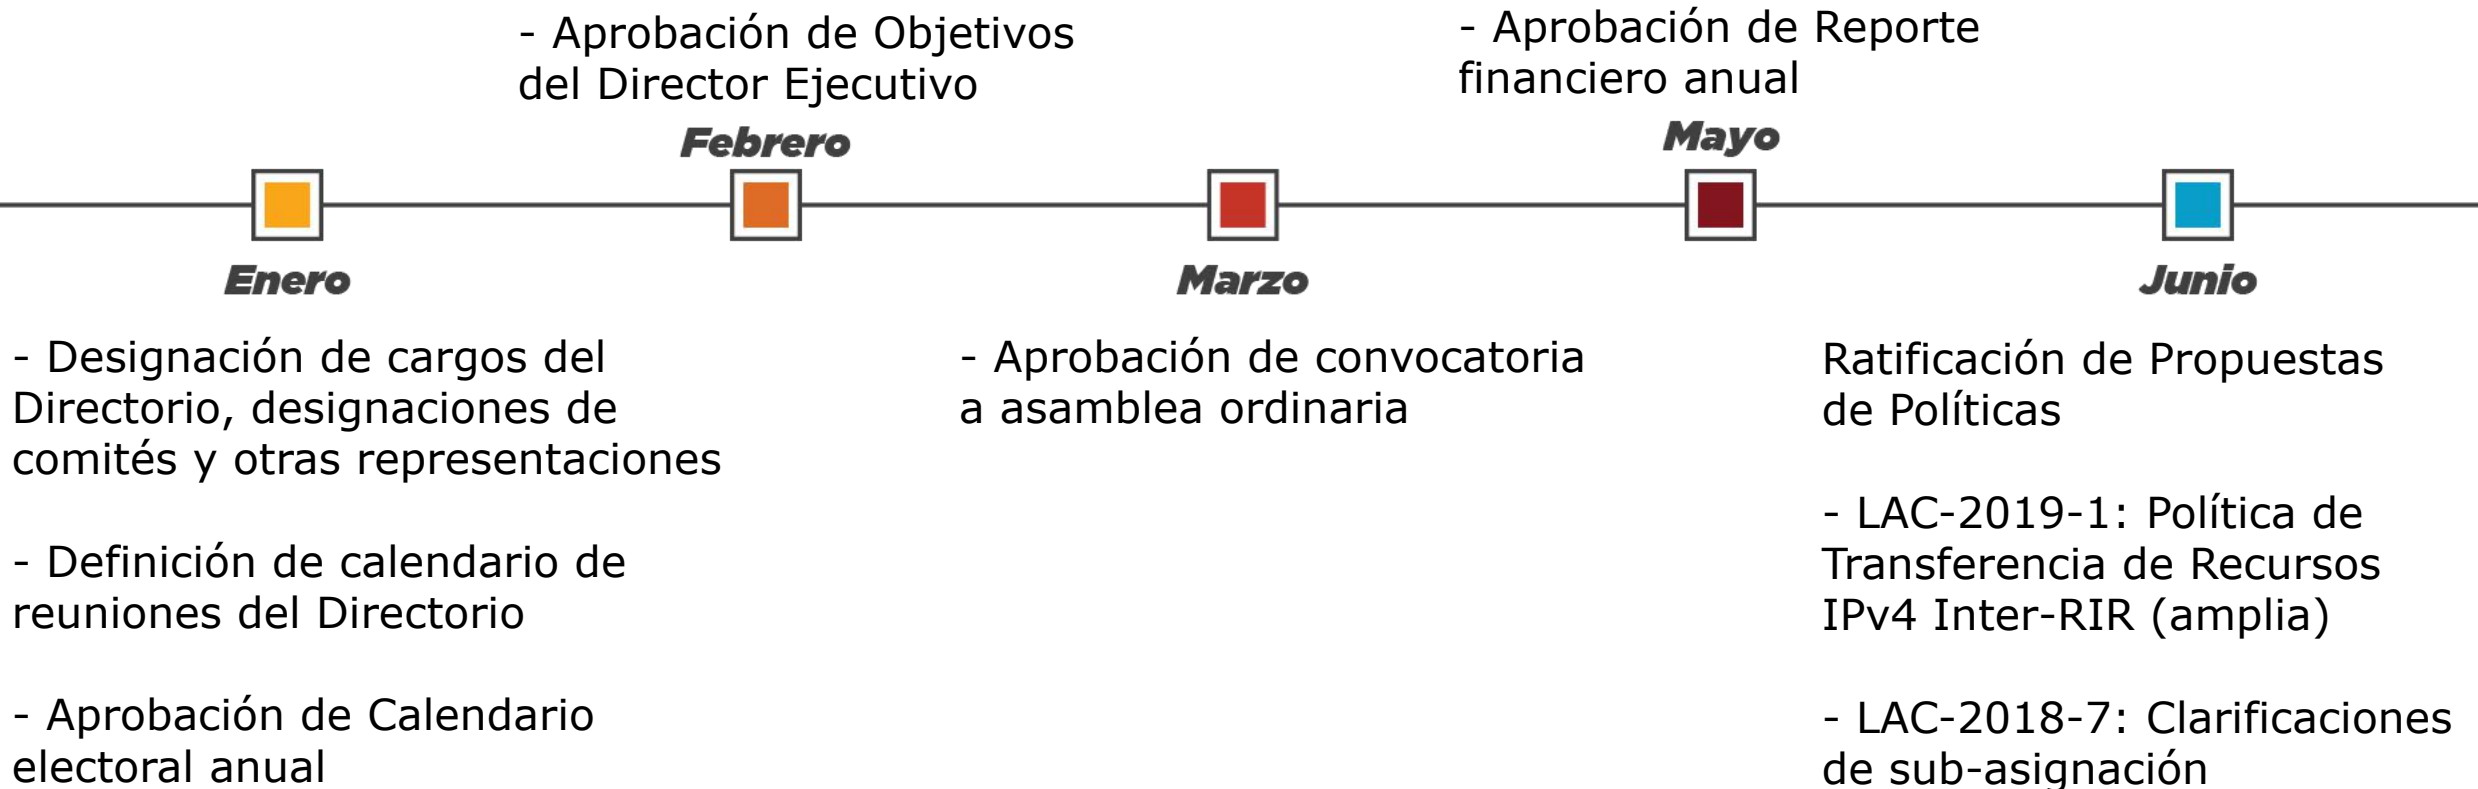 - Aprobación de Objetivos
del Director Ejecutivo
- Aprobación de Reporte
financiero anual
Febrero
Mayo
Enero
Marzo
Junio
- Designación de cargos del
Directorio, designaciones de
comités y otras representaciones
- Definición de calendario de
reuniones del Directorio
- Aprobación de Calendario
electoral anual
- Aprobación de convocatoria
a asamblea ordinaria
Ratificación de Propuestas
de Políticas
- LAC-2019-1: Política de
Transferencia de Recursos
IPv4 Inter-RIR (amplia)
- LAC-2018-7: Clarificaciones
de sub-asignación